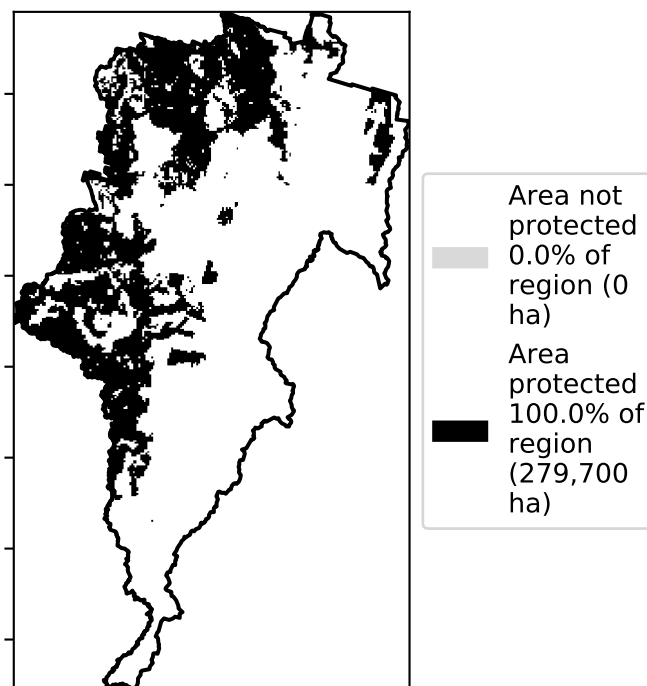 Area not
protected
0.0% of
region (0
ha)
Area
protected
100.0% of
region
(279,700
ha)